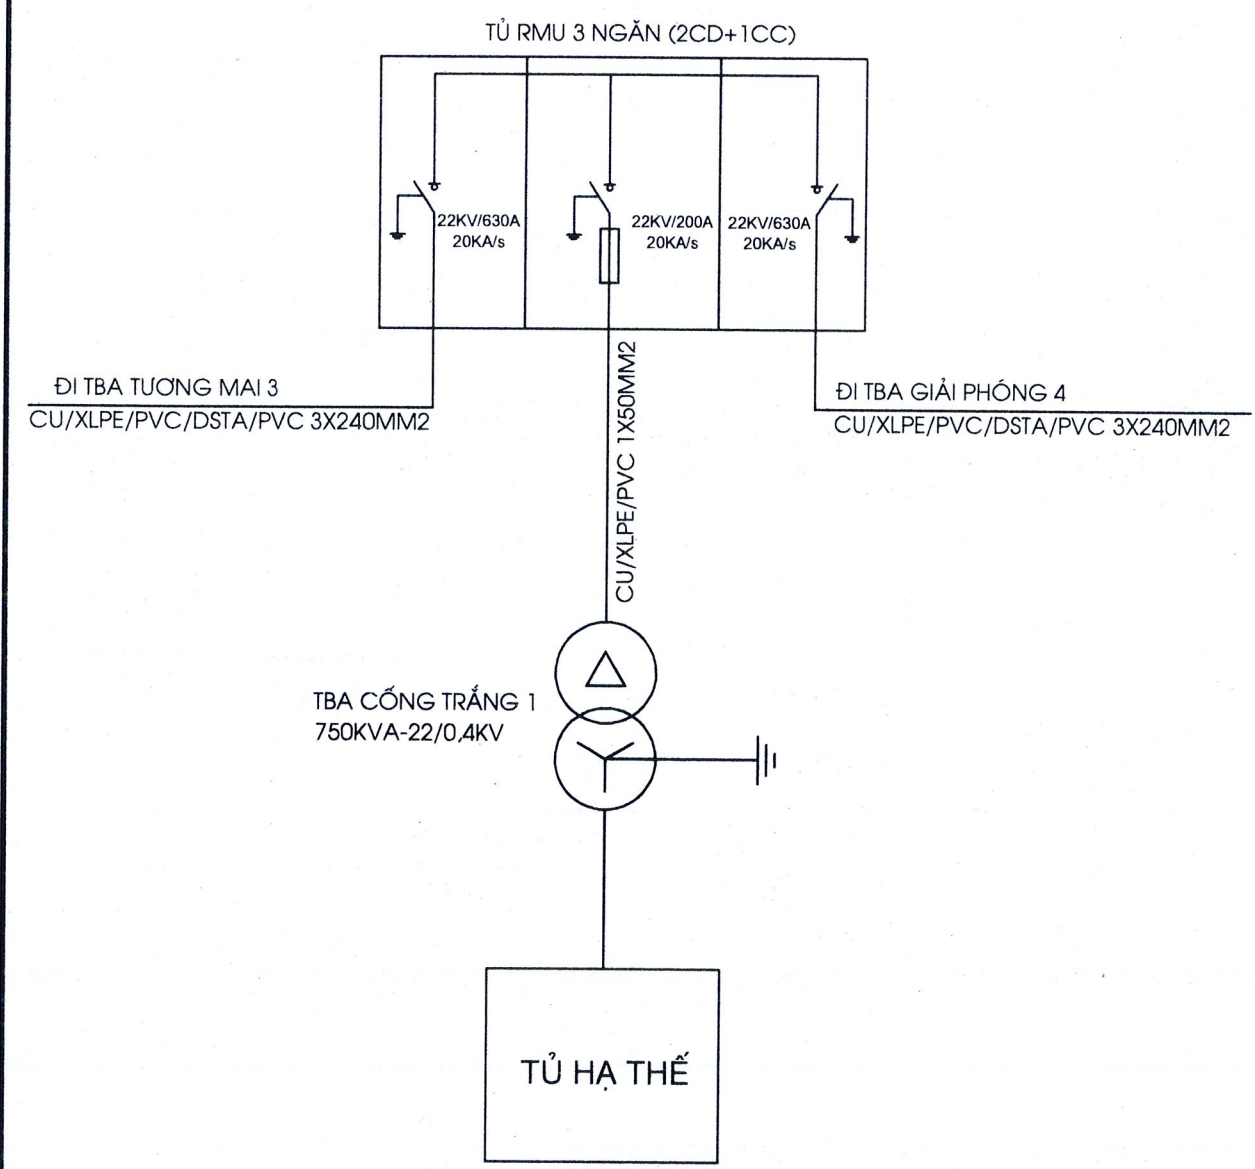 TỦ RMU 3 NGĂN (2CD+1CC)
22KV/630A
20KA/s
22KV/200A
20KA/s
22KV/630A
20KA/s
ĐI TBA TƯƠNG MAI 3
CU/XLPE/PVC/DSTA/PVC 3X240MM2
CU/XLPE/PVC 1X50MM2
ĐI TBA GIẢI PHÓNG 4
CU/XLPE/PVC/DSTA/PVC 3X240MM2
TBA CỐNG TRẮNG 1
750KVA-22/0,4KV
TỦ HẠ THẾ